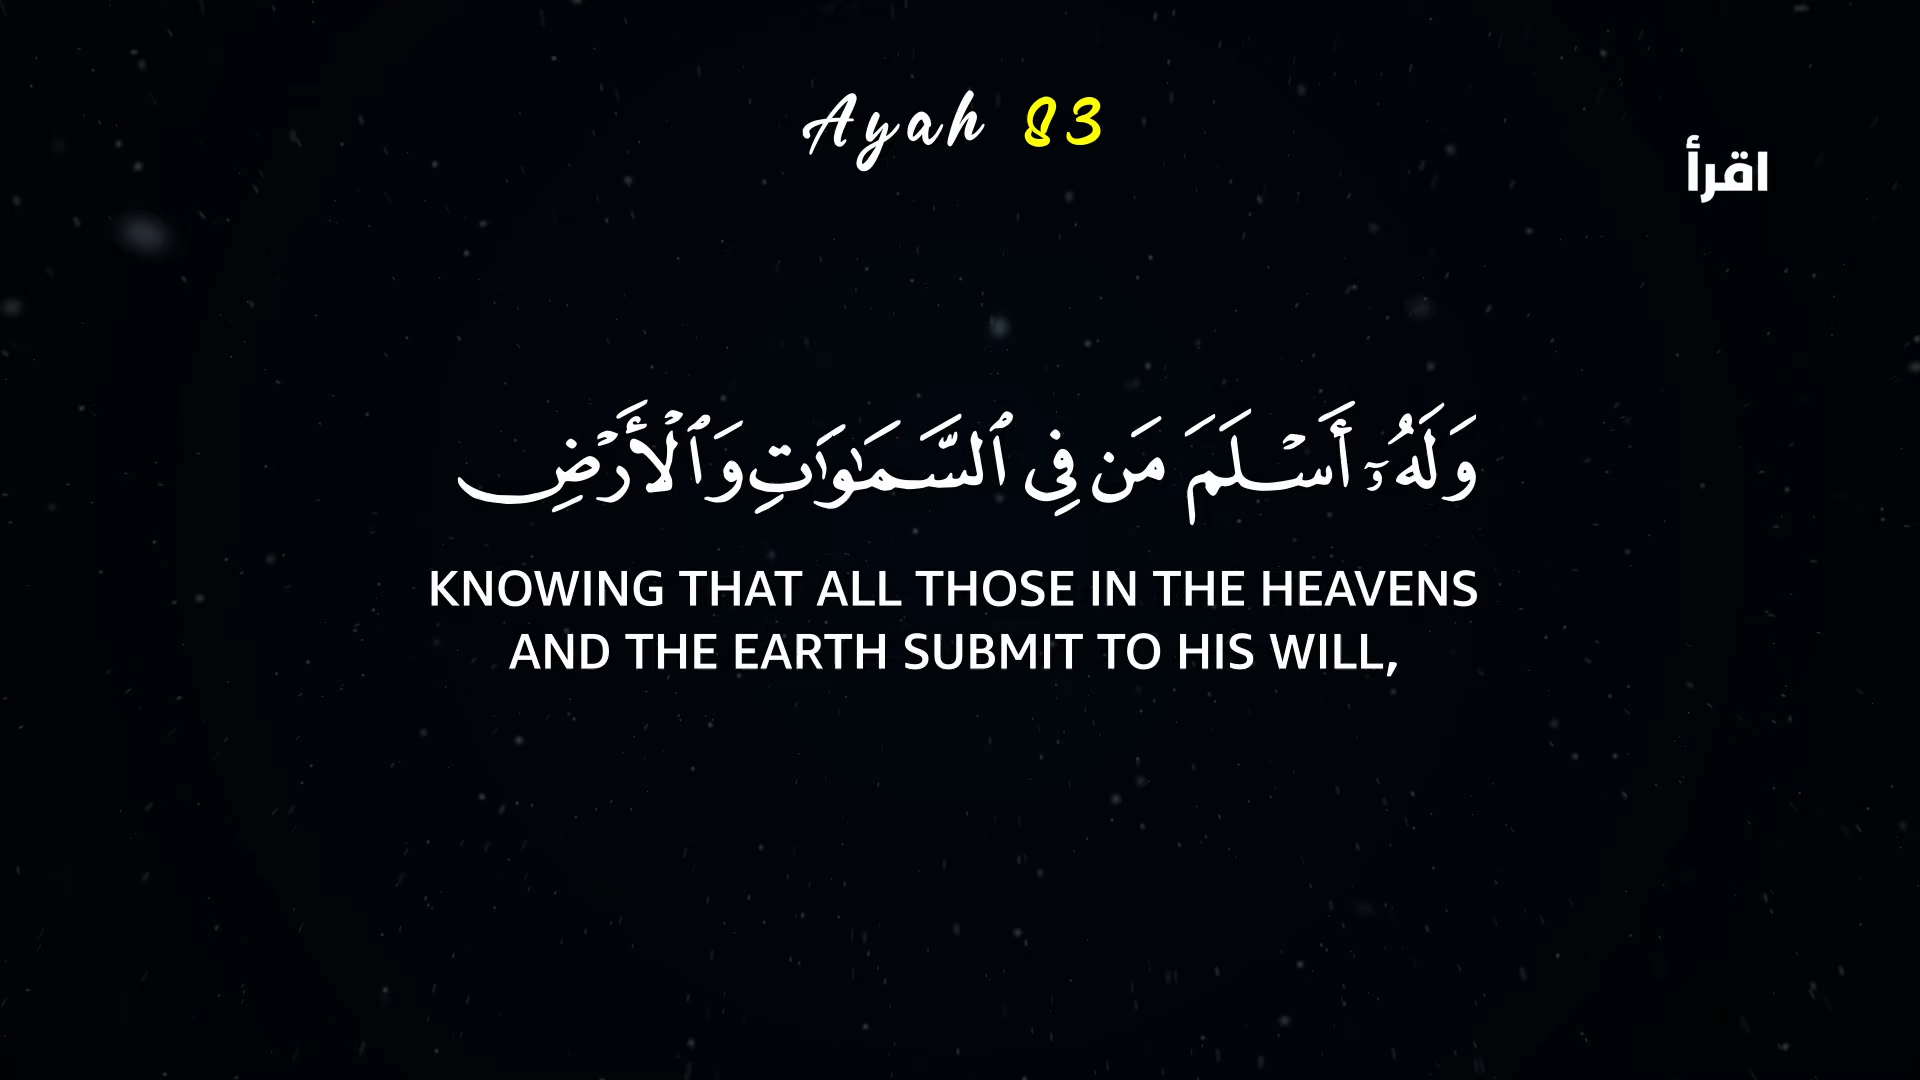 Ayah 83
اقرأ
وَلَهُۥٓ أَسْلَمَ مَن فِى ٱلسَّمَٰوَٰتِ وَٱلْأَرْضِ
KNOWING THAT ALL THOSE IN THE HEAVENS
AND THE EARTH SUBMIT TO HIS WILL,